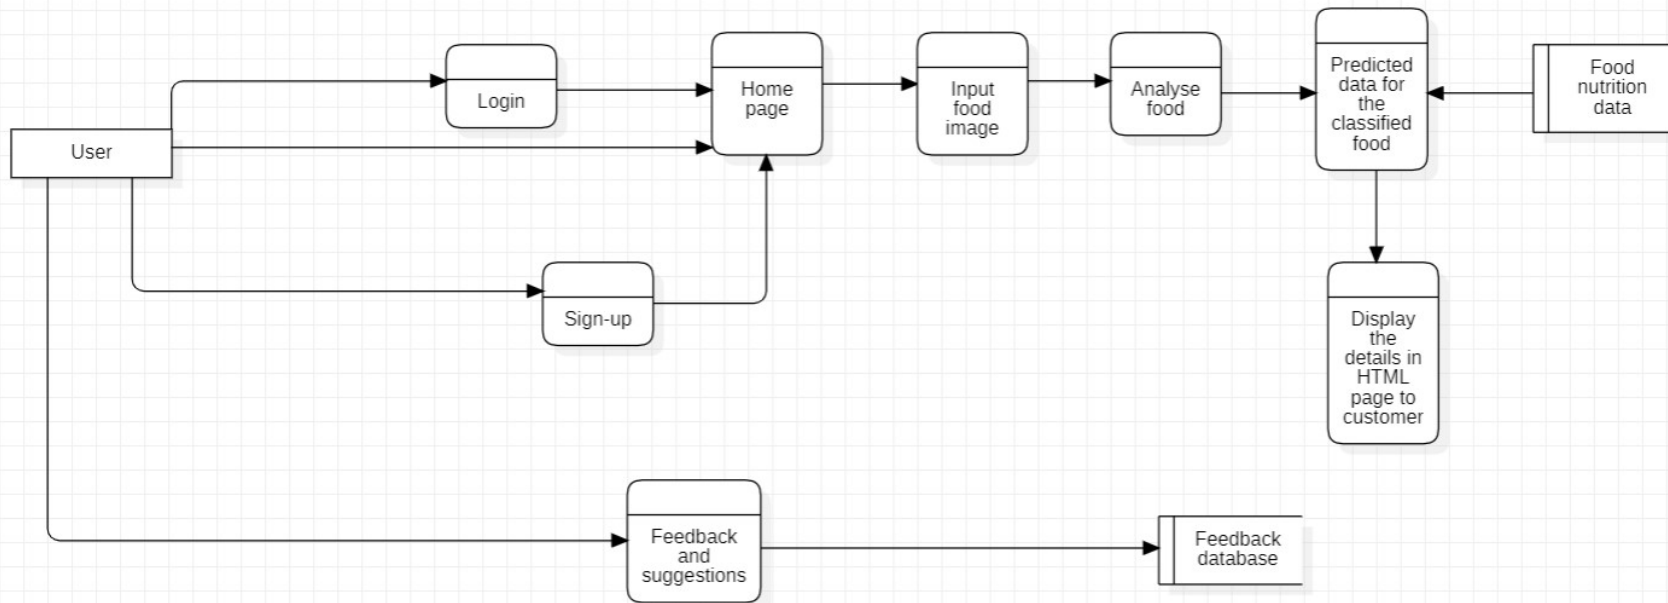 User
Login
Home
page
Input
food
image
Analyse
food
Predicted
data for
the
classified
food
Food
nutrition
data
Sign-up
Display
the
details in
HTML
page to
customer
Feedback
and
suggestions
Feedback
database